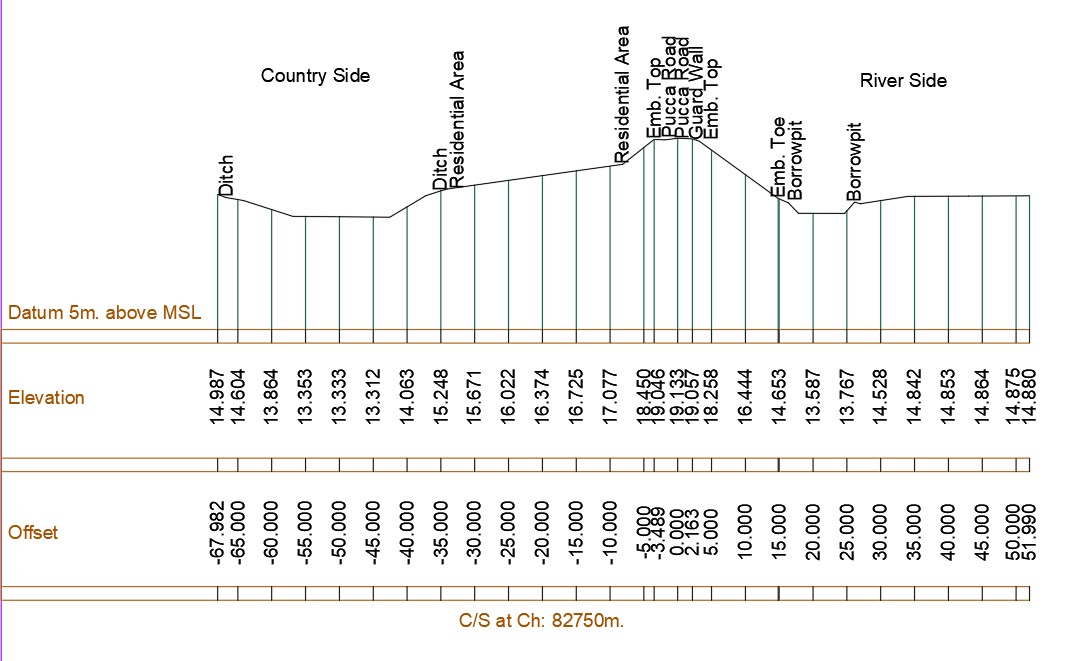 Country Side
River Side
Ditch
Ditch
Residential Area
Residential Area
Emb. Top
Pucca Road
Pucca Road
Guard Wall
Emb. Top
Emb. Toe
Borrowpit
Borrowpit
Datum 5m. above MSL
Elevation
14.987 14.604 13.864 13.353 13.333 13.312 14.063 15.248 15.671 16.022 16.374 16.725 17.077 18.450 19.046 19.133 19.057 18.258 16.444 14.653 13.587 13.767 14.528 14.842 14.853 14.864 14.875 14.880
Offset
-67.982 -65.000 -60.000 -55.000 -50.000 -45.000 -40.000 -35.000 -30.000 -25.000 -20.000 -15.000 -10.000 -5.000 -3.489 0.000 2.163 5.000 10.000 15.000 20.000 25.000 30.000 35.000 40.000 45.000 50.000 51.990
C/S at Ch: 82750m.